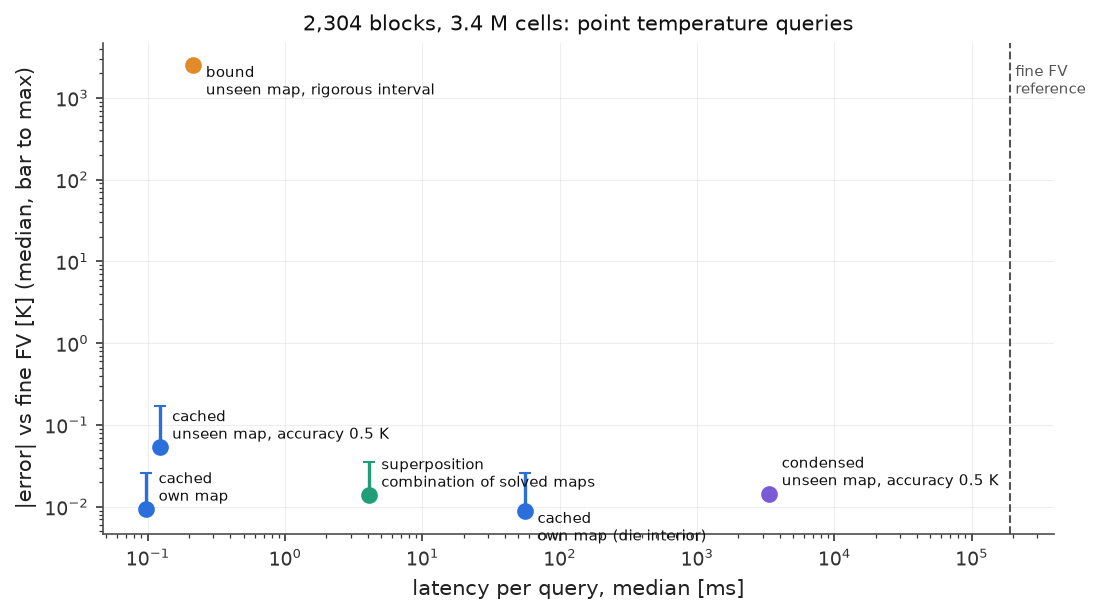 2,304 blocks, 3.4 M cells: point temperature queries
|error| vs fine FV [K] (median, bar to max)
10³
10²
10¹
10⁰
10⁻¹
10⁻²
bound
unseen map, rigorous interval
fine FV
reference
cached
unseen map, accuracy 0.5 K
cached
own map
superposition
combination of solved maps
cached
own map (die interior)
condensed
unseen map, accuracy 0.5 K
10⁻¹ 10⁰ 10¹ 10² 10³ 10⁴ 10⁵
latency per query, median [ms]